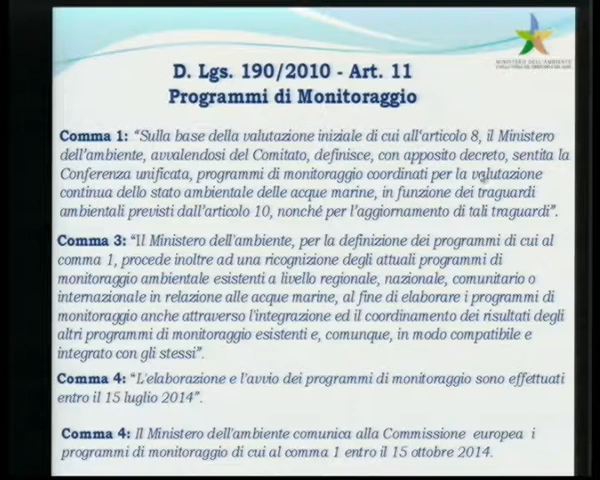 MINISTERO DELL'AMBIENTE
D. Lgs. 190/2010 - Art. 11
Programmi di Monitoraggio
Comma 1: "Sulla base della valutazione iniziale di cui all'articolo 8, il Ministero
dell'ambiente, avvalendosi del Comitato, definisce, con apposito decreto, sentita la
Conferenza unificata, programmi di monitoraggio coordinati per la valutazione
continua dello stato ambientale delle acque marine, in funzione dei traguardi
ambientali previsti dall'articolo 10, nonché per l'aggiornamento di tali traguardi".
Comma 3: "Il Ministero dell'ambiente, per la definizione dei programmi di cui al
comma 1, procede inoltre ad una ricognizione degli attuali programmi di
monitoraggio ambientale esistenti a livello regionale, nazionale, comunitario o
internazionale in relazione alle acque marine, al fine di elaborare i programmi di
monitoraggio anche attraverso l'integrazione ed il coordinamento dei risultati degli
altri programmi di monitoraggio esistenti e, comunque, in modo compatibile e
integrato con gli stessi".
Comma 4: "L'elaborazione e l'avvio dei programmi di monitoraggio sono effettuati
entro il 15 luglio 2014".
Comma 4: Il Ministero dell'ambiente comunica alla Commissione europea i
programmi di monitoraggio di cui al comma 1 entro il 15 ottobre 2014.